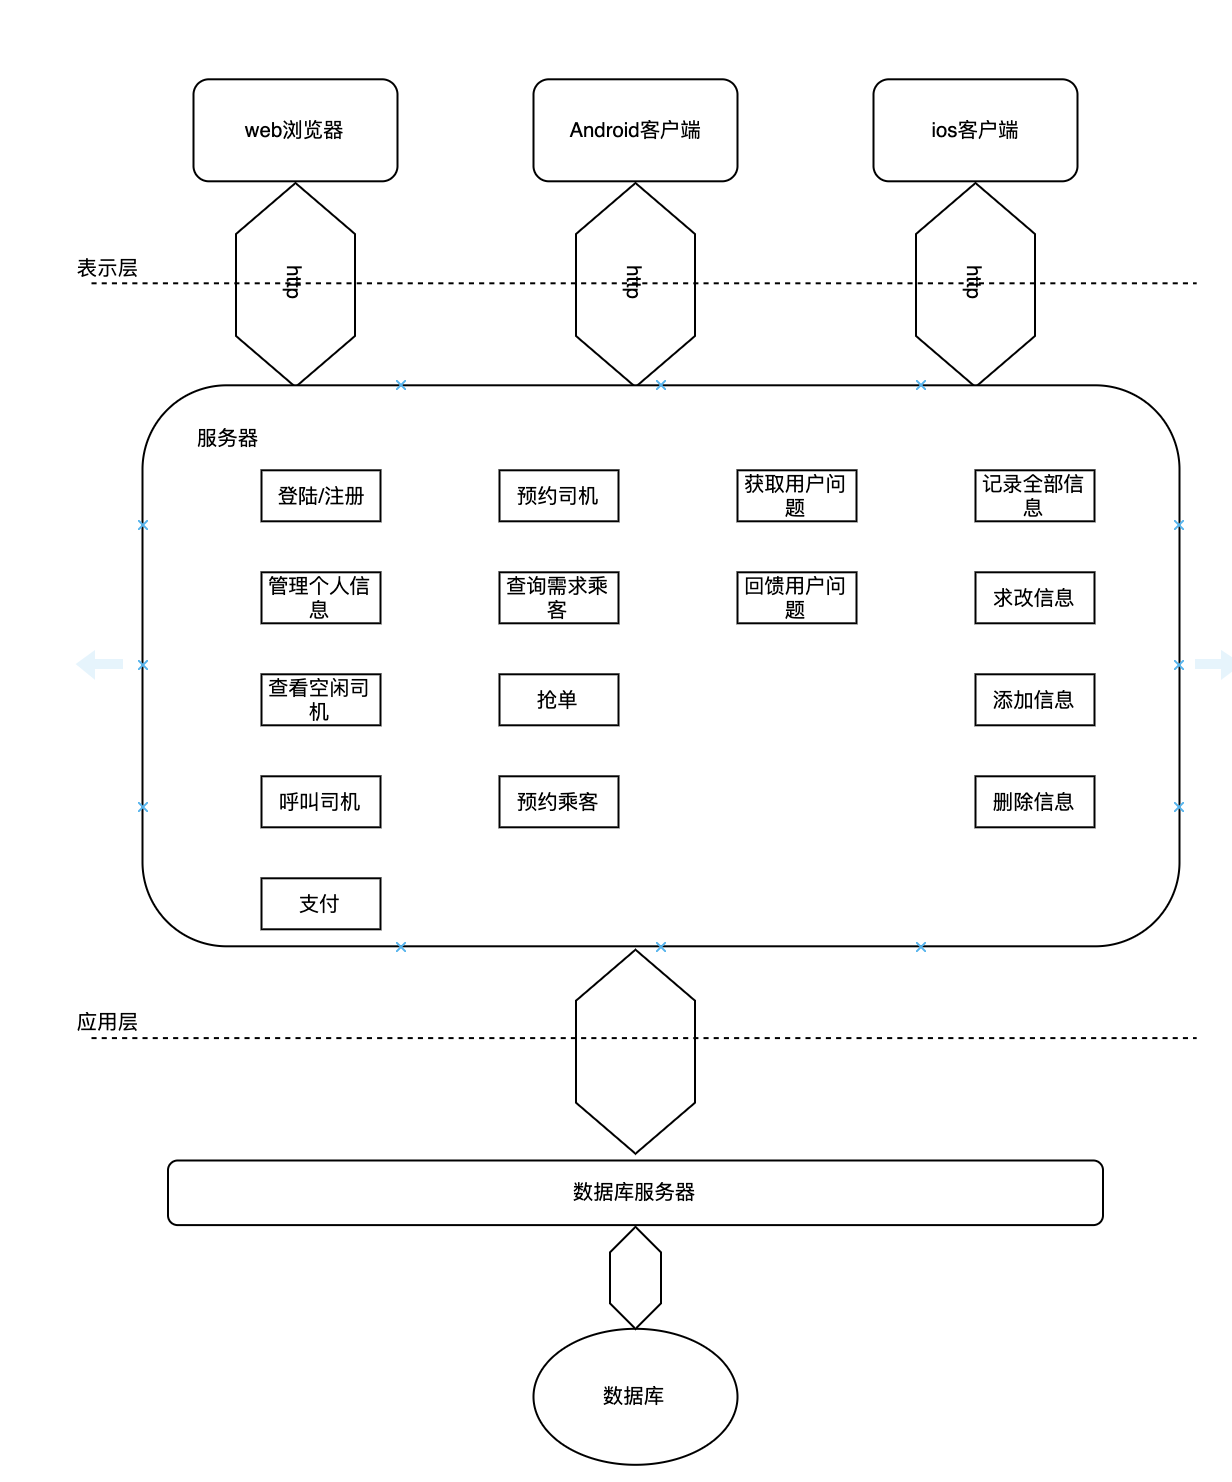 web浏览器
Android客户端
ios客户端
表示层
http
http
http
服务器
登陆/注册
预约司机
获取用户问
题
记录全部信
息
管理个人信
息
查询需求乘
客
回馈用户问
题
求改信息
查看空闲司
机
抢单
添加信息
呼叫司机
预约乘客
删除信息
支付
应用层
数据库服务器
数据库